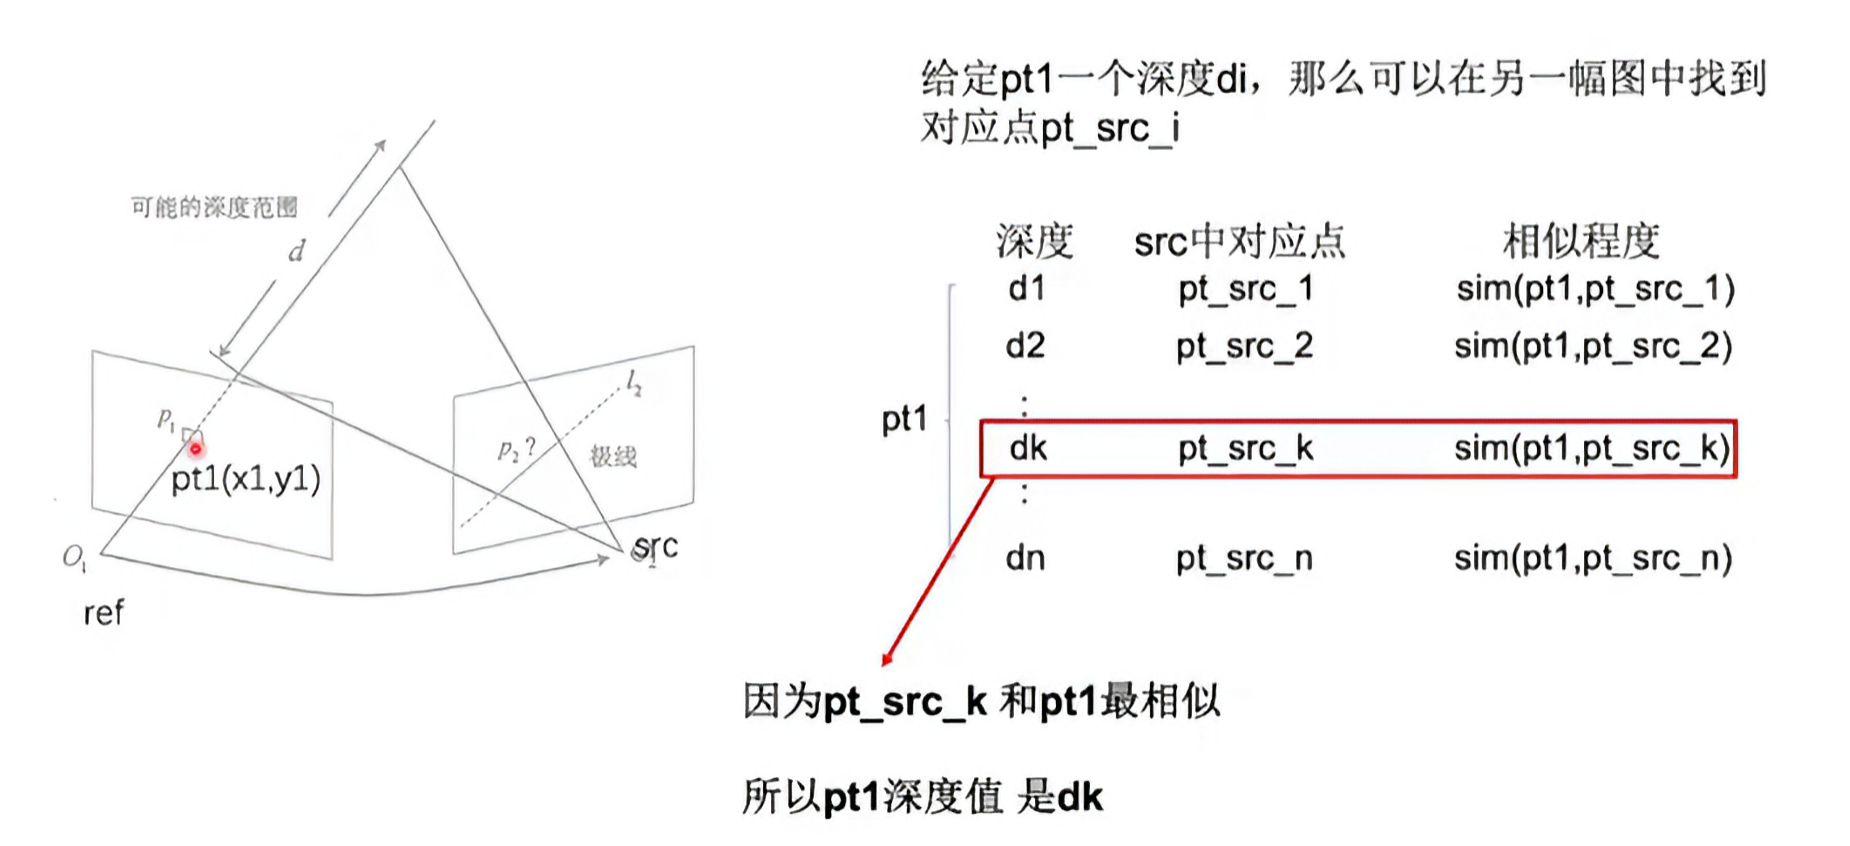 给定pt1一个深度di，那么可以在另一幅图中找到
对应点pt_src_i
可能的深度范围
d
p1
pt1(x1,y1)
O1
ref
l2
p2?
极线
src
深度 src中对应点 相似程度
d1 pt_src_1 sim(pt1,pt_src_1)
d2 pt_src_2 sim(pt1,pt_src_2)
:
pt1
dk pt_src_k sim(pt1,pt_src_k)
:
dn pt_src_n sim(pt1,pt_src_n)
因为pt_src_k 和pt1最相似
所以pt1深度值 是dk